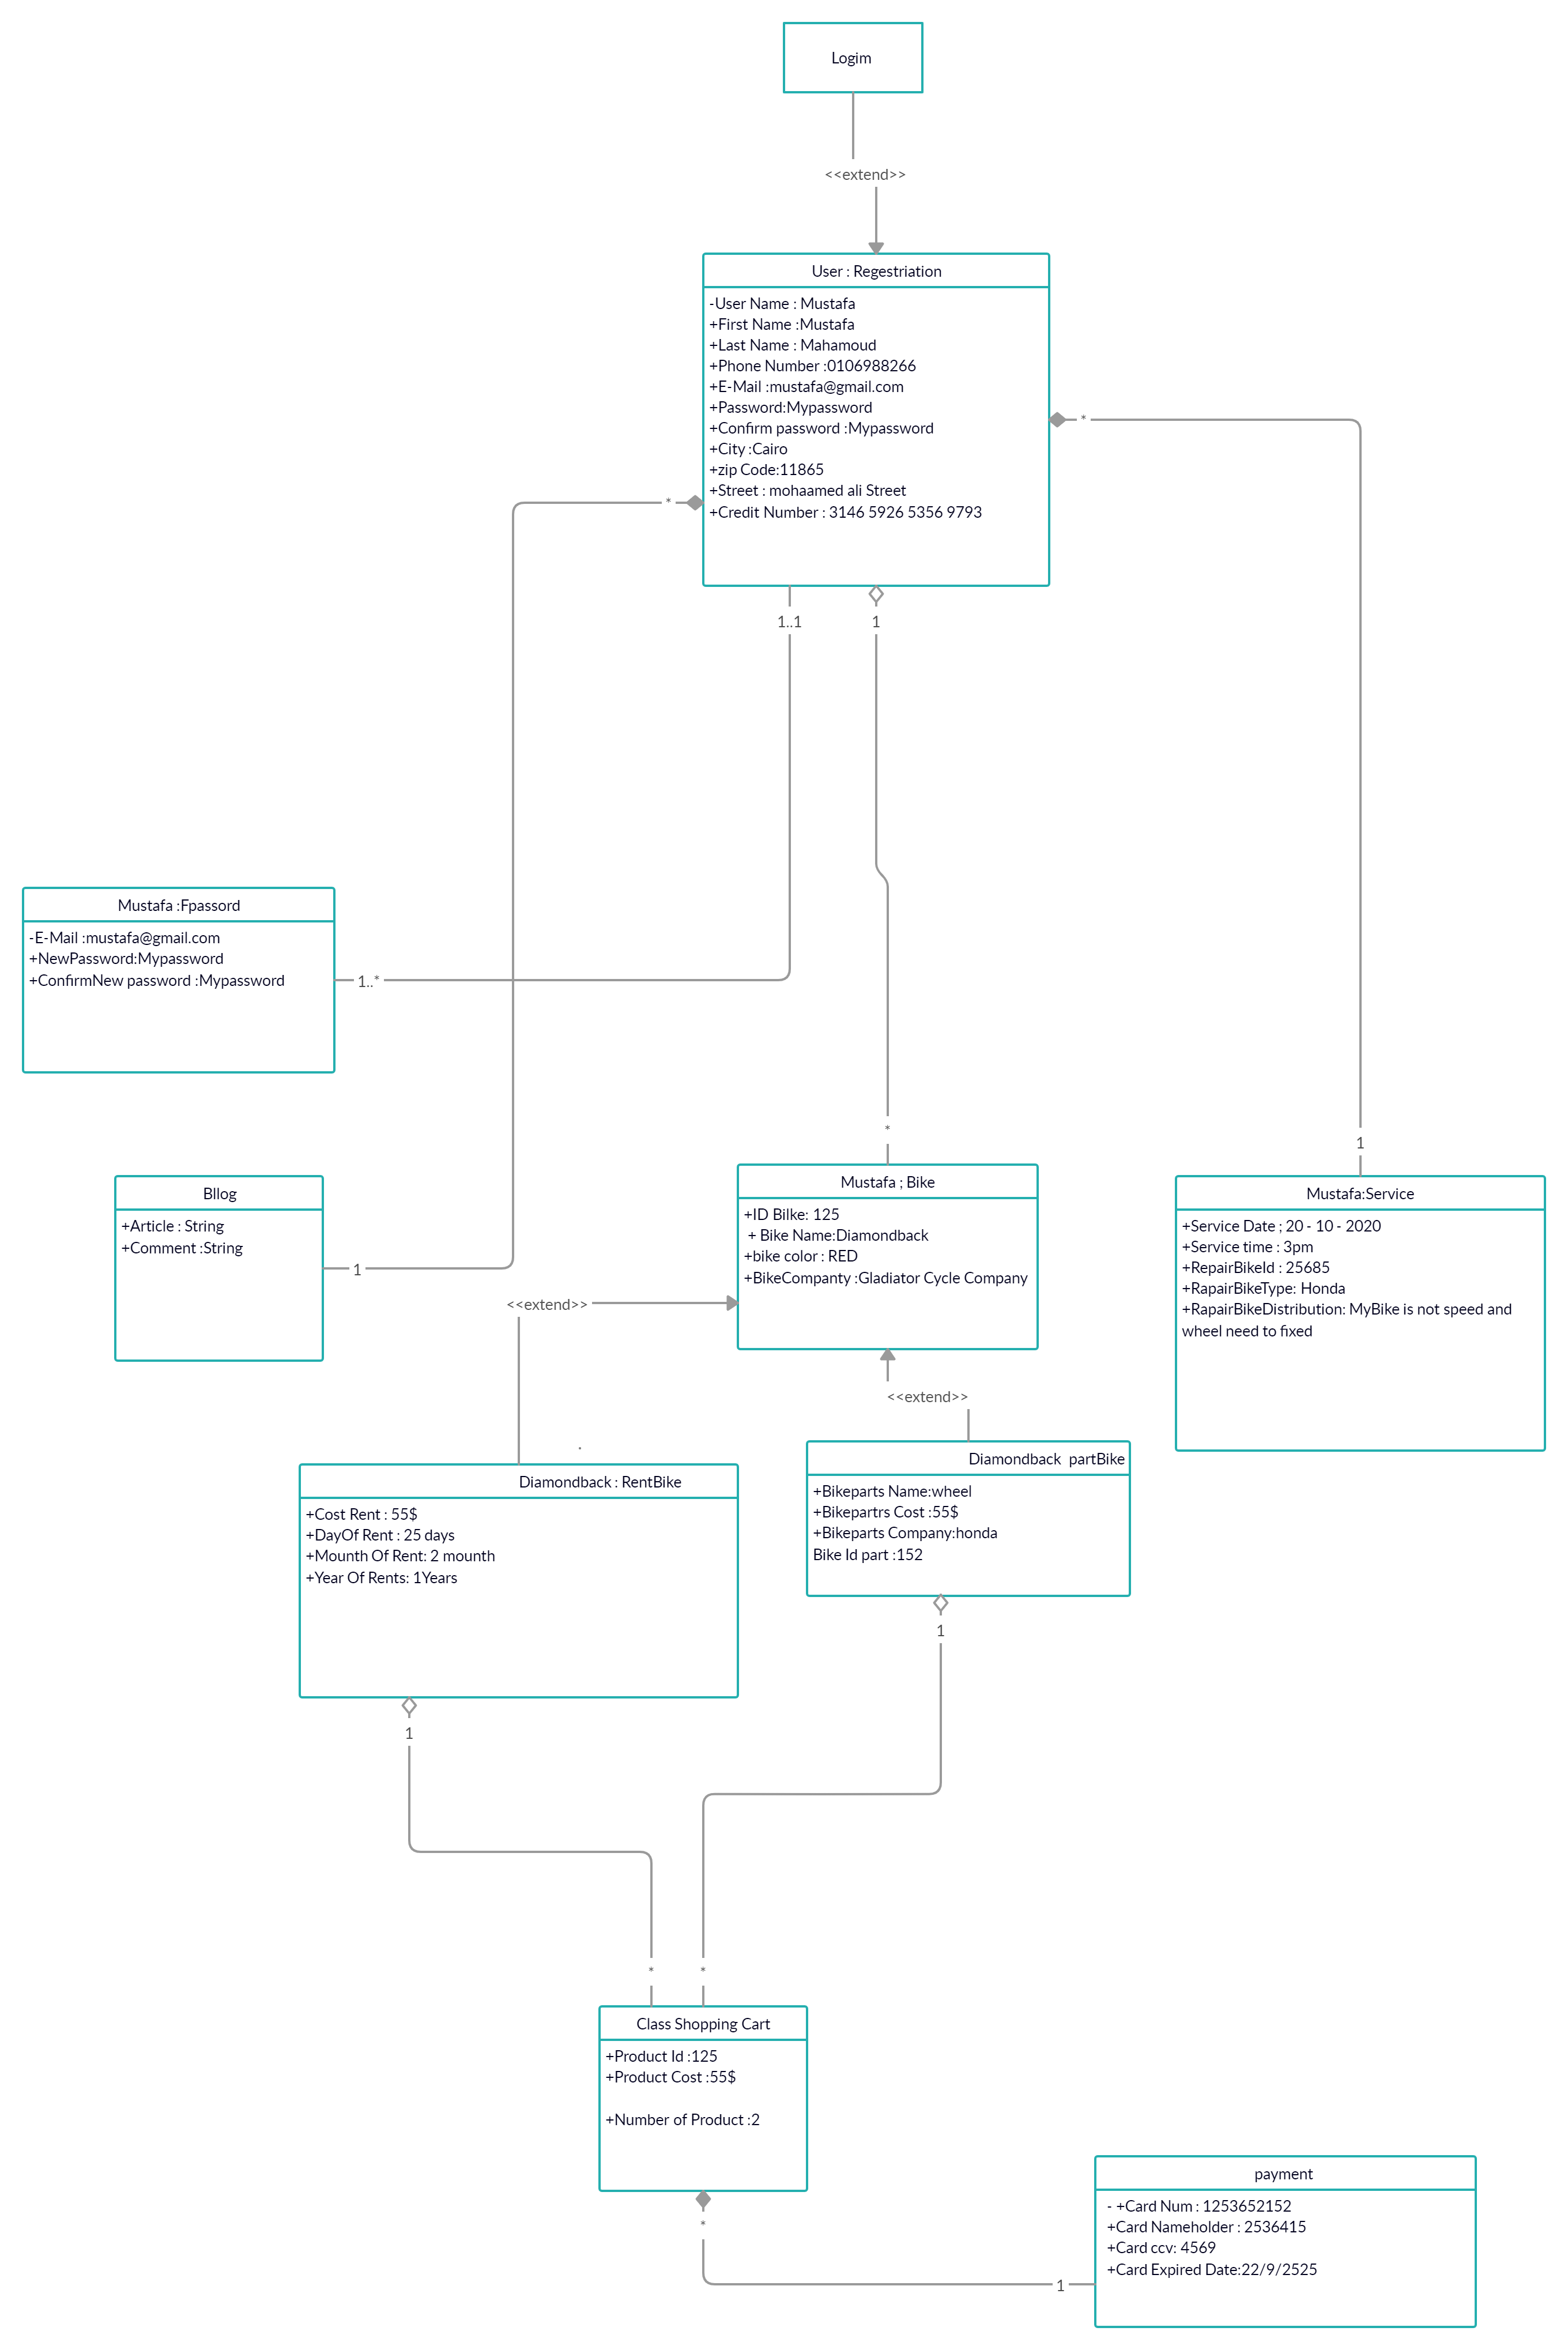 Logim
<<extend>>
User : Regestriation
-User Name : Mustafa
+First Name :Mustafa
+Last Name : Mahamoud
+Phone Number :0106988266
+E-Mail :mustafa@gmail.com
+Password:Mypassword
+Confirm password :Mypassword
+City :Cairo
+zip Code:11865
+Street : mohaamed ali Street
+Credit Number : 3146 5926 5356 9793
*
*
1..1
1
Mustafa :Fpassord
-E-Mail :mustafa@gmail.com
+NewPassword:Mypassword
+ConfirmNew password :Mypassword
1..*
*
1
Bllog
+Article : String
+Comment :String
1
Mustafa ; Bike
+ID Bilke: 125
+ Bike Name:Diamondback
+bike color : RED
+BikeCompanty :Gladiator Cycle Company
Mustafa:Service
+Service Date ; 20 - 10 - 2020
+Service time : 3pm
+RepairBikeId : 25685
+RapairBikeType: Honda
+RapairBikeDistribution: MyBike is not speed and
wheel need to fixed
<<extend>>
<<extend>>
.
Diamondback : RentBike
+Cost Rent : 55$
+DayOf Rent : 25 days
+Mounth Of Rent: 2 mounth
+Year Of Rents: 1Years
Diamondback  partBike
+Bikeparts Name:wheel
+Bikepartrs Cost :55$
+Bikeparts Company:honda
Bike Id part :152
1
1
*
*
Class Shopping Cart
+Product Id :125
+Product Cost :55$
+Number of Product :2
*
1
payment
- +Card Num : 1253652152
+Card Nameholder : 2536415
+Card ccv: 4569
+Card Expired Date:22/9/2525